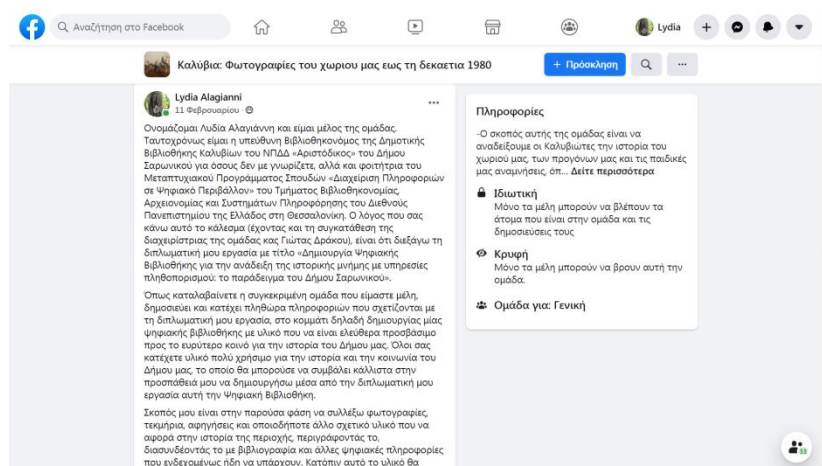 Αναζήτηση στο Facebook
Lydia
Καλύβια: Φωτογραφίες του χωριου μας εως τη δεκαετια 1980
+ Πρόσκληση
Lydia Alagianni
11 Φεβρουαρίου ·
Ονομάζομαι Λυδία Αλαγιάννη και είμαι μέλος της ομάδας.
Ταυτοχρόνως είμαι η υπεύθυνη Βιβλιοθηκονόμος της Δημοτικής
Βιβλιοθήκης Καλυβίων του ΝΠΔΔ «Αριστόδικος» του Δήμου
Σαρωνικού για όσους δεν με γνωρίζετε, αλλά και φοιτήτρια του
Μεταπτυχιακού Προγράμματος Σπουδών «Διαχείριση Πληροφοριών
σε Ψηφιακό Περιβάλλον» του Τμήματος Βιβλιοθηκονομίας,
Αρχειονομίας και Συστημάτων Πληροφόρησης του Διεθνούς
Πανεπιστημίου της Ελλάδος στη Θεσσαλονίκη. Ο λόγος που σας
κάνω αυτό το κάλεσμα (έχοντας και τη συγκατάθεση της
διαχειρίστριας της ομάδας κας Γιώτας Δράκου), είναι ότι διεξάγω τη
διπλωματική μου εργασία με τίτλο «Δημιουργία Ψηφιακής
Βιβλιοθήκης για την ανάδειξη της ιστορικής μνήμης με υπηρεσίες
πληθοπορισμού: το παράδειγμα του Δήμου Σαρωνικού».
Όπως καταλαβαίνετε η συγκεκριμένη ομάδα που είμαστε μέλη,
δημοσιεύει και κατέχει πληθώρα πληροφοριών που σχετίζονται με
τη διπλωματική μου εργασία, στο κομμάτι δηλαδή δημιουργίας μίας
ψηφιακής βιβλιοθήκης με υλικό που να είναι ελεύθερα προσβάσιμο
προς το ευρύτερο κοινό για την ιστορία του Δήμου μας. Όλοι σας
κατέχετε υλικό πολύ χρήσιμο για την ιστορία και την κοινωνία του
Δήμου μας, το οποίο θα μπορούσε να συμβάλει κάλλιστα στην
προσπάθειά μου να δημιουργήσω μέσα από την διπλωματική μου
εργασία αυτή την Ψηφιακή Βιβλιοθήκη.
Σκοπός μου είναι στην παρούσα φάση να συλλέξω φωτογραφίες,
τεκμήρια, αφηγήσεις και οποιοδήποτε άλλο σχετικό υλικό που να
αφορά στην ιστορία της περιοχής, περιγράφοντάς το,
διασυνδέοντάς το με βιβλιογραφία και άλλες ψηφιακές πληροφορίες
που ενδεχομένως ήδη να υπάρχουν. Κατόπιν αυτό το υλικό θα
Πληροφορίες
-Ο σκοπός αυτής της ομάδας είναι να
αναδείξουμε οι Καλυβιώτες την ιστορία του
χωριού μας, των προγόνων μας και τις παιδικές
μας αναμνήσεις, όπ... Δείτε περισσότερα
Ιδιωτική
Μόνο τα μέλη μπορούν να βλέπουν τα
άτομα που είναι στην ομάδα και τις
δημοσιεύσεις τους
Κρυφή
Μόνο τα μέλη μπορούν να βρουν αυτή την
ομάδα.
Ομάδα για: Γενική
33